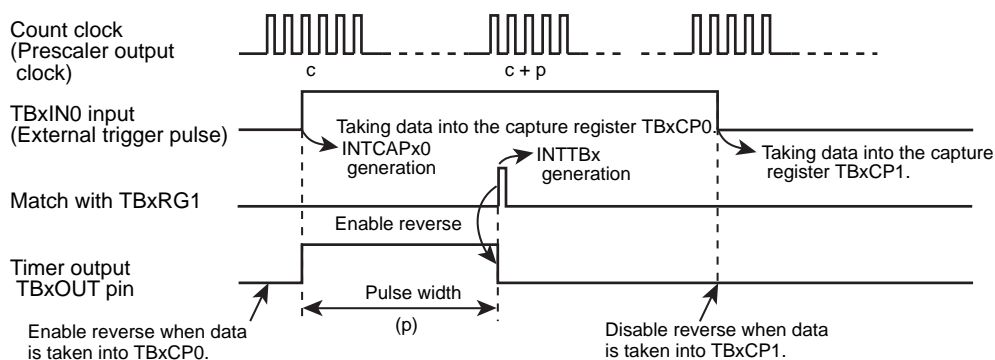 Count clock
(Prescaler output
clock)
c
c + p
TBxIN0 input
(External trigger pulse)
Taking data into the capture register TBxCP0.
INTCAPx0
generation
INTTBx
generation
Taking data into the capture
register TBxCP1.
Match with TBxRG1
Enable reverse
Timer output
TBxOUT pin
Pulse width
(p)
Enable reverse when data
is taken into TBxCP0.
Disable reverse when data
is taken into TBxCP1.